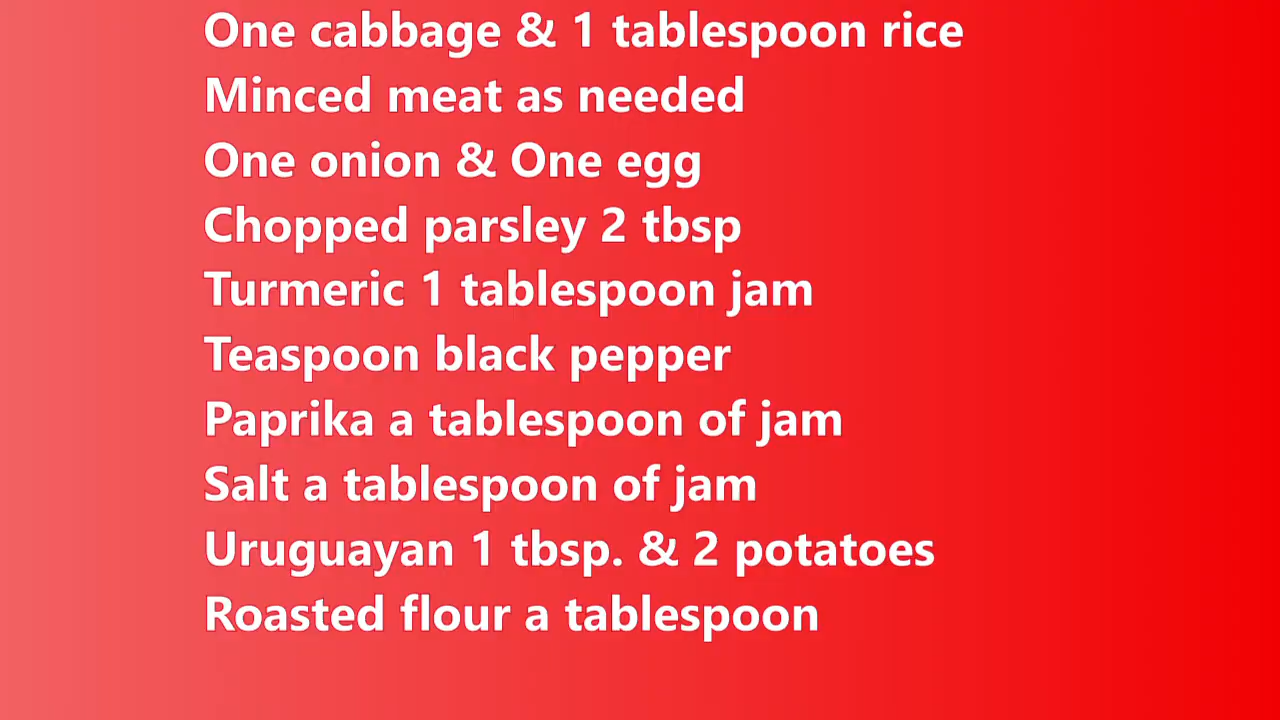 One cabbage & 1 tablespoon rice
Minced meat as needed
One onion & One egg
Chopped parsley 2 tbsp
Turmeric 1 tablespoon jam
Teaspoon black pepper
Paprika a tablespoon of jam
Salt a tablespoon of jam
Uruguayan 1 tbsp. & 2 potatoes
Roasted flour a tablespoon